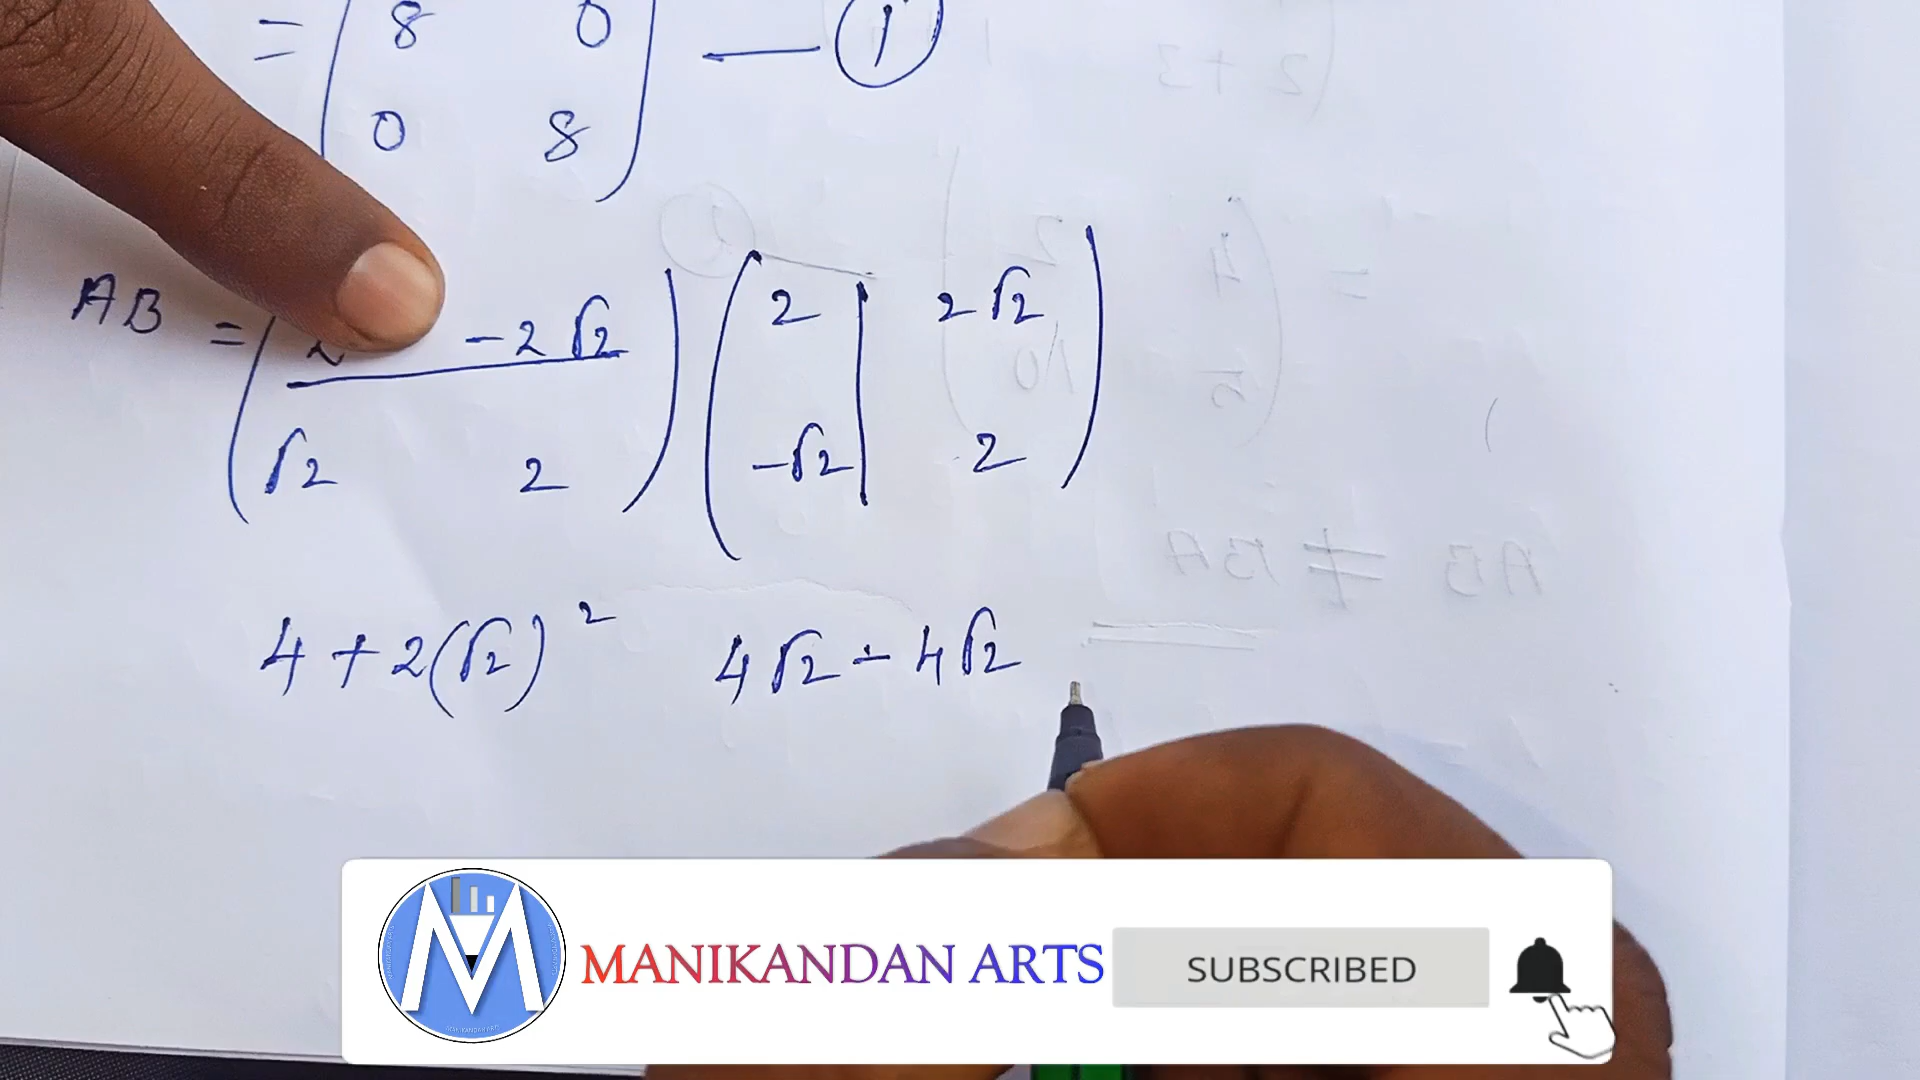 = ( 8 0 — 1
0 8 )
AB = ( 2 -2√2 ) ( 2 | 2√2 )
√2 2 -√2 | 2
4 + 2(√2)² 4√2 - 4√2
MANIKANDAN ARTS SUBSCRIBED